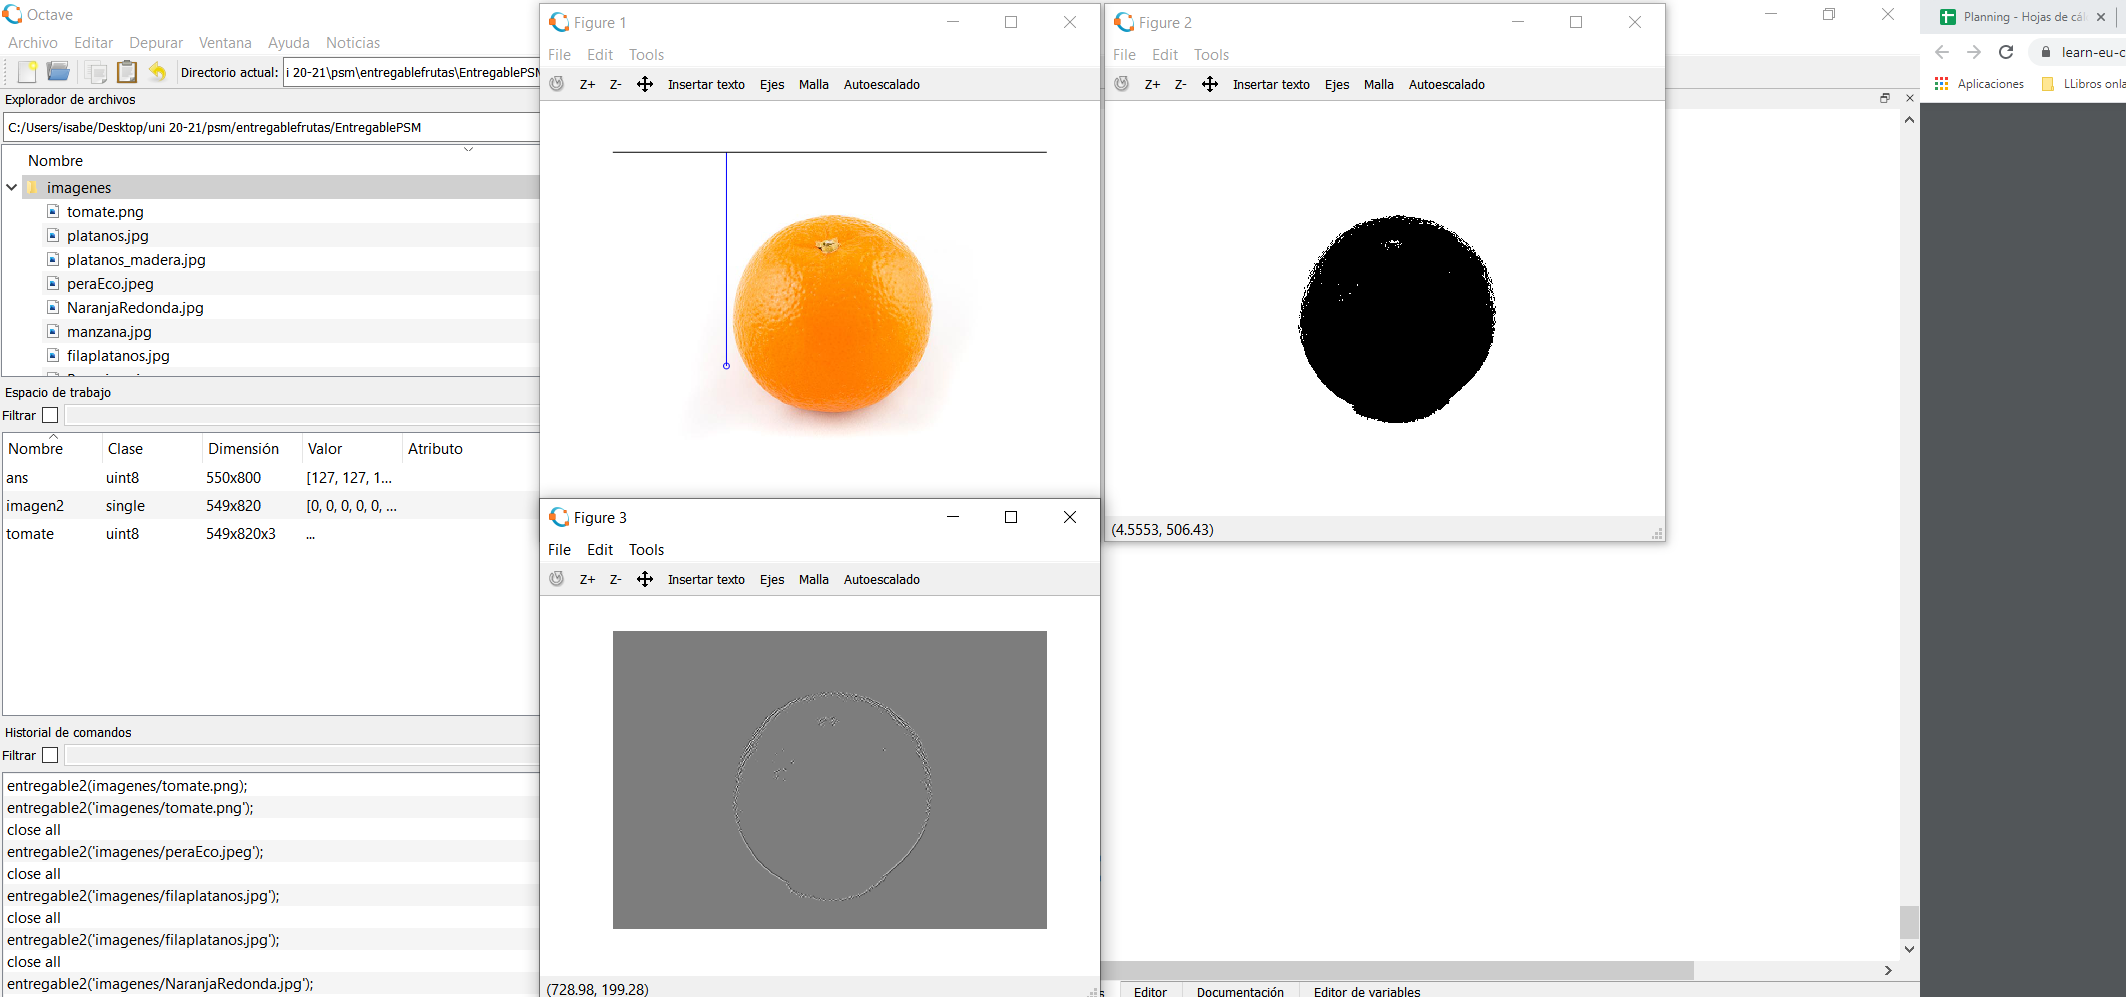 Octave
Archivo Editar Depurar Ventana Ayuda Noticias
Directorio actual: i 20-21\psm\entregablefrutas\EntregablePSM
Explorador de archivos
C:/Users/isabe/Desktop/uni 20-21/psm/entregablefrutas/EntregablePSM
Nombre
imagenes
tomate.png
platanos.jpg
platanos_madera.jpg
peraEco.jpeg
NaranjaRedonda.jpg
manzana.jpg
filaplatanos.jpg
Espacio de trabajo
Filtrar
Nombre Clase Dimensión Valor Atributo
ans uint8 550x800 [127, 127, 1...
imagen2 single 549x820 [0, 0, 0, 0, 0, ...
tomate uint8 549x820x3 ...
Historial de comandos
Filtrar
entregable2(imagenes/tomate.png);
entregable2('imagenes/tomate.png');
close all
entregable2('imagenes/peraEco.jpeg');
close all
entregable2('imagenes/filaplatanos.jpg');
close all
entregable2('imagenes/filaplatanos.jpg');
close all
entregable2('imagenes/NaranjaRedonda.jpg');
Figure 1
File Edit Tools
Z+ Z- Insertar texto Ejes Malla Autoescalado
Figure 2
File Edit Tools
Z+ Z- Insertar texto Ejes Malla Autoescalado
(4.5553, 506.43)
Figure 3
File Edit Tools
Z+ Z- Insertar texto Ejes Malla Autoescalado
(728.98, 199.28)
s Editor Documentación Editor de variables
Planning - Hojas de cál
learn-eu-c
Aplicaciones LLibros onla